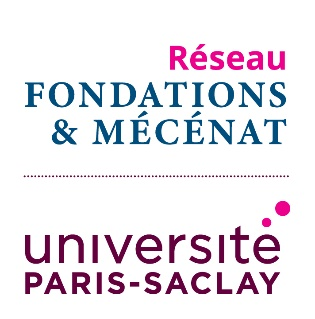 Réseau
FONDATIONS
& MÉCÉNAT
université
PARIS-SACLAY